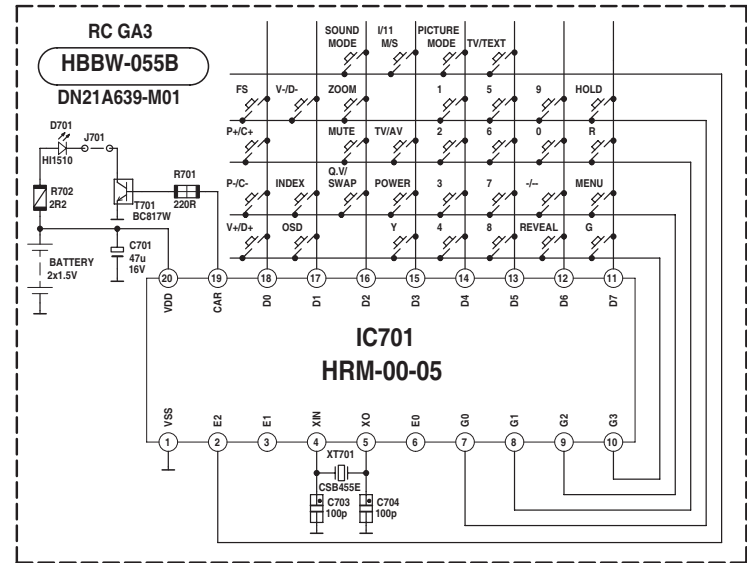 RC GA3
HBBW-055B
DN21A639-M01
SOUND MODE
I/11 M/S
PICTURE MODE
TV/TEXT
FS
V-/D-
ZOOM
1
5
9
HOLD
P+/C+
MUTE
TV/AV
2
6
0
R
P-/C-
INDEX
Q.V/ SWAP
POWER
3
7
-/--
MENU
V+/D+
OSD
Y
4
8
REVEAL
G
D701
J701
HI1510
R702
2R2
T701
BC817W
R701
220R
C701
47u
16V
BATTERY
2x1.5V
20
19
18
17
16
15
14
13
12
11
VDD
CAR
D0
D1
D2
D3
D4
D5
D6
D7
IC701
HRM-00-05
VSS
E2
E1
XIN
XO
E0
G0
G1
G2
G3
1
2
3
4
5
6
7
8
9
10
XT701
CSB455E
C703
100p
C704
100p